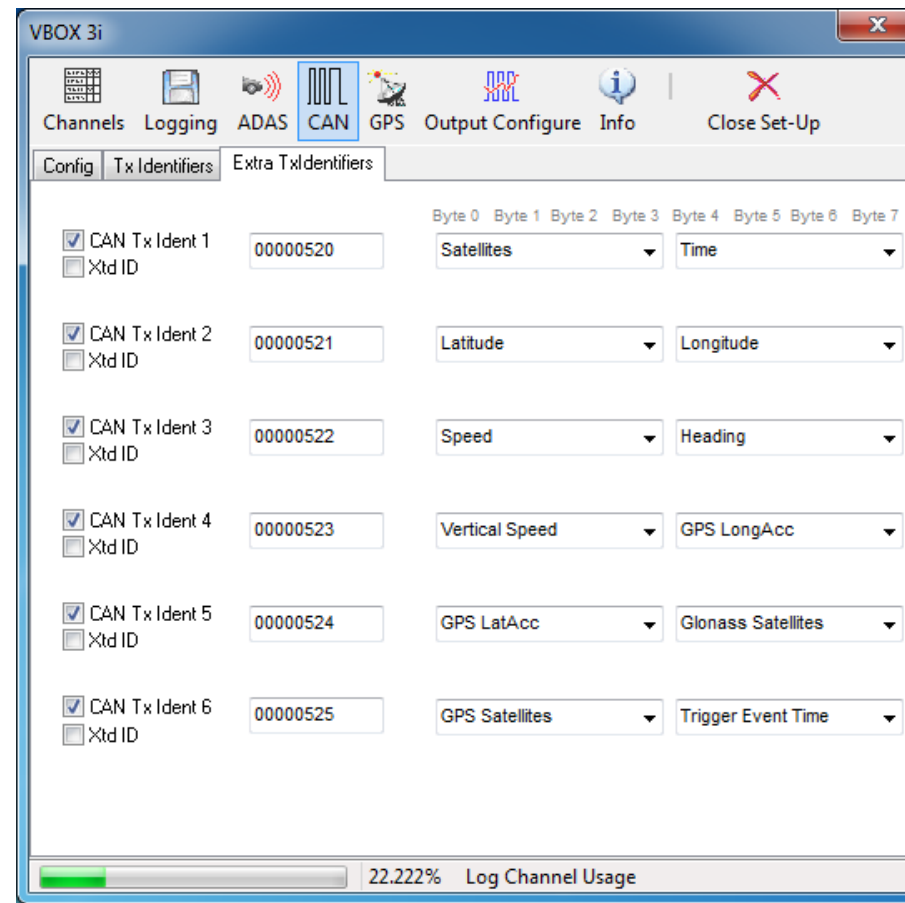 VBOX 3i
Channels Logging ADAS CAN GPS Output Configure Info Close Set-Up
Config Tx Identifiers Extra TxIdentifiers
Byte 0 Byte 1 Byte 2 Byte 3 Byte 4 Byte 5 Byte 6 Byte 7
CAN Tx Ident 1 00000520 Satellites Time
Xtd ID
CAN Tx Ident 2 00000521 Latitude Longitude
Xtd ID
CAN Tx Ident 3 00000522 Speed Heading
Xtd ID
CAN Tx Ident 4 00000523 Vertical Speed GPS LongAcc
Xtd ID
CAN Tx Ident 5 00000524 GPS LatAcc Glonass Satellites
Xtd ID
CAN Tx Ident 6 00000525 GPS Satellites Trigger Event Time
Xtd ID
22.222% Log Channel Usage